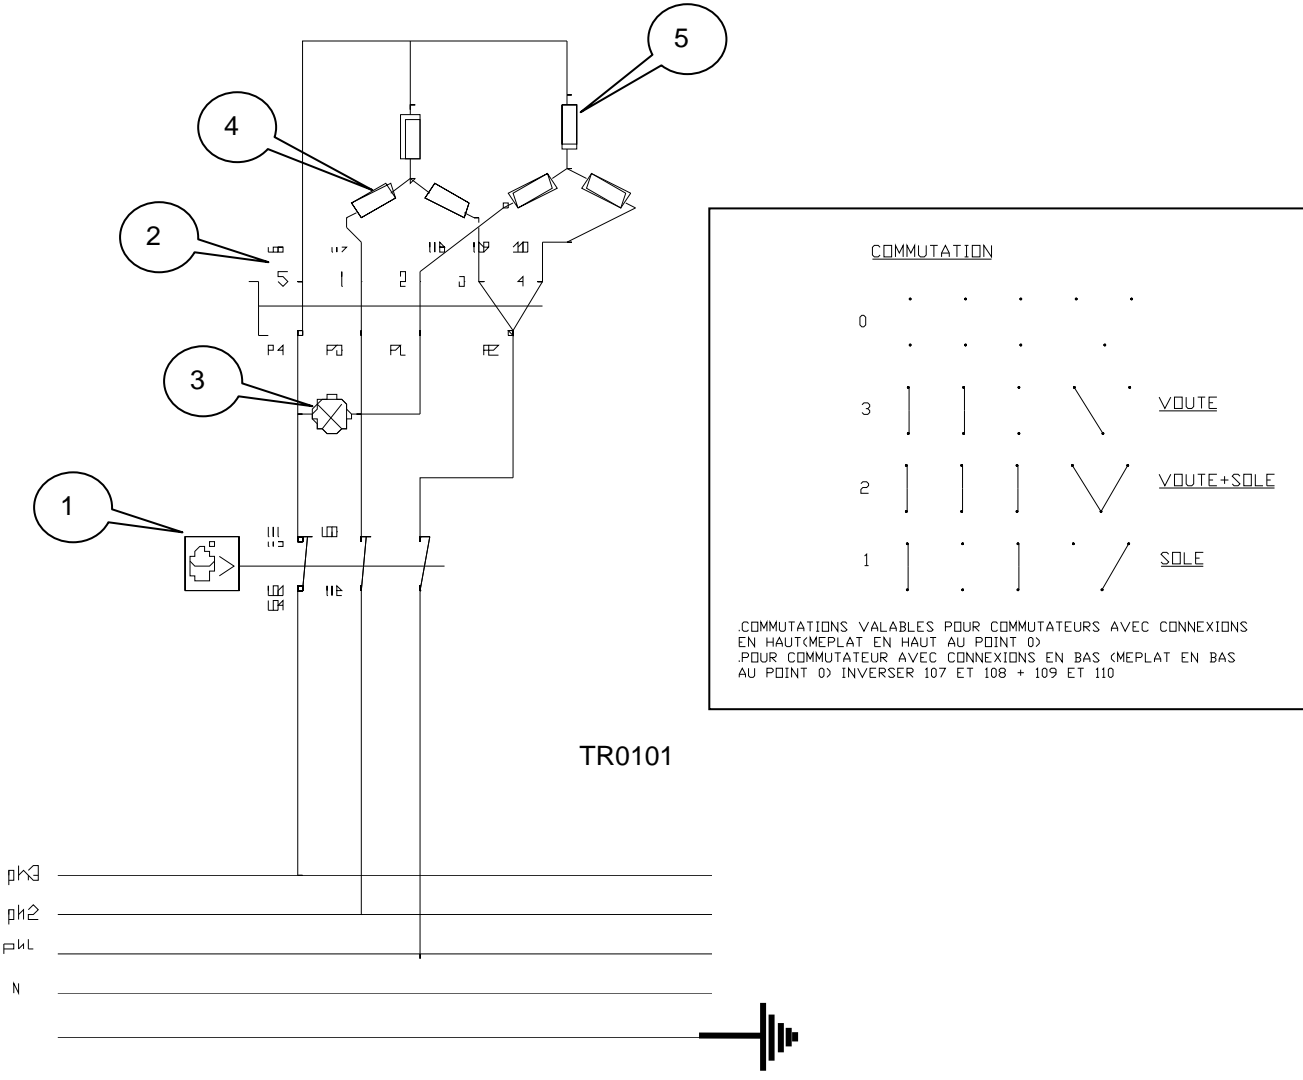 5
4
2
5
1
2
4
P4
3
1
COMMUTATION
0
3
VOUTE
2
VOUTE+SOLE
1
SOLE
.COMMUTATIONS VALABLES POUR COMMUTATEURS AVEC CONNEXIONS
EN HAUT(MEPLAT EN HAUT AU POINT 0)
.POUR COMMUTATEUR AVEC CONNEXIONS EN BAS (MEPLAT EN BAS
AU POINT 0) INVERSER 107 ET 108 + 109 ET 110
TR0101
ph3
ph2
N